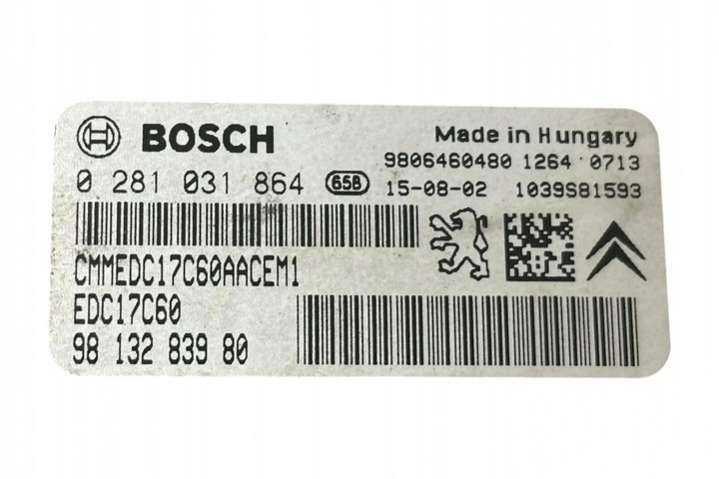 BOSCH
Made in Hungary
9806460480 1264 0713
0 281 031 864 65B 15-08-02 1039S81593
CMMEDC17C60AACEM1
EDC17C60
98 132 839 80